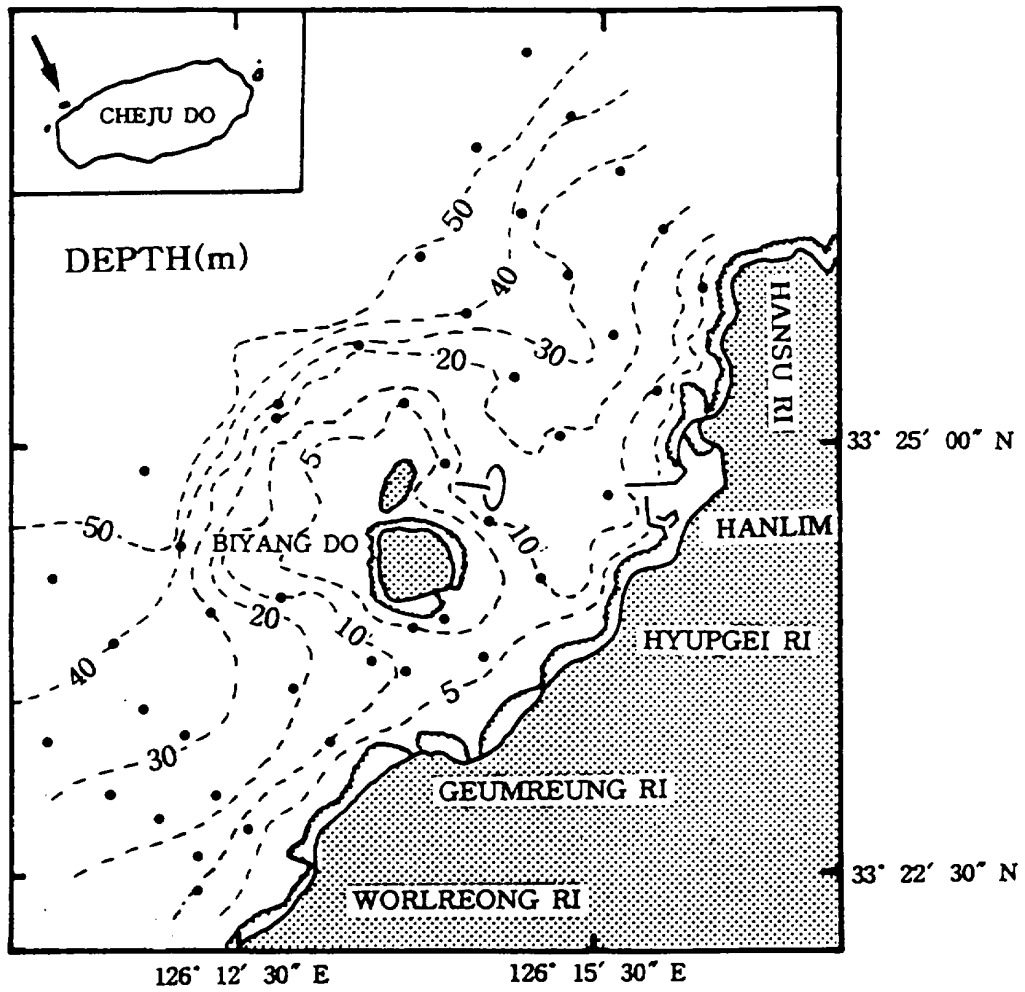 CHEJU DO
DEPTH(m)
50
40
30
20
5
10
50
BIYANG DO
20
10
40
30
5
HANSU RI
33° 25′ 00″ N
HANLIM
HYUPGEI RI
GEUMREUNG RI
WORLREONG RI
33° 22′ 30″ N
126° 12′ 30″ E
126° 15′ 30″ E